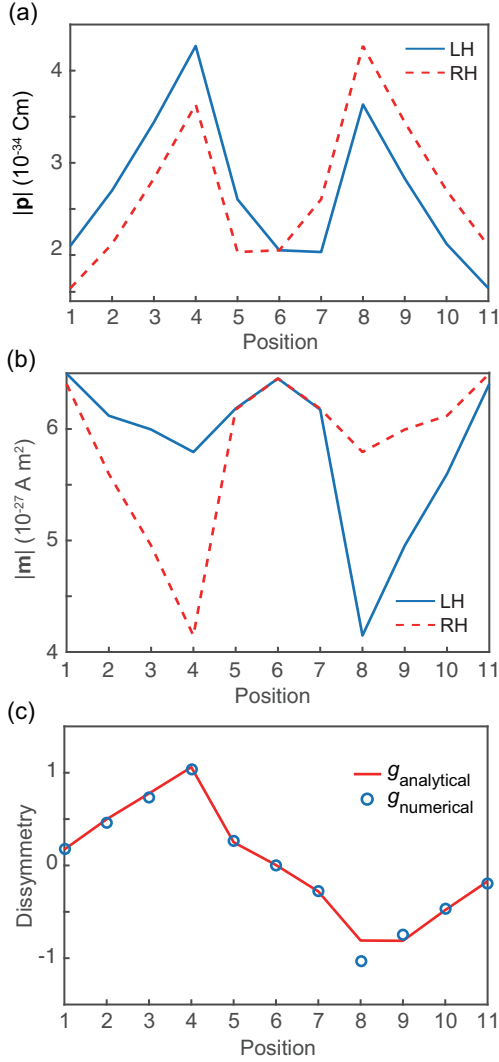 (a)
4
3
2
|p| (10⁻³⁴ Cm)
LH
RH
1 2 3 4 5 6 7 8 9 10 11
Position
(b)
6
5
4
|m| (10⁻²⁷ A m²)
LH
RH
1 2 3 4 5 6 7 8 9 10 11
Position
(c)
1
0
-1
Dissymmetry
g analytical
g numerical
1 2 3 4 5 6 7 8 9 10 11
Position